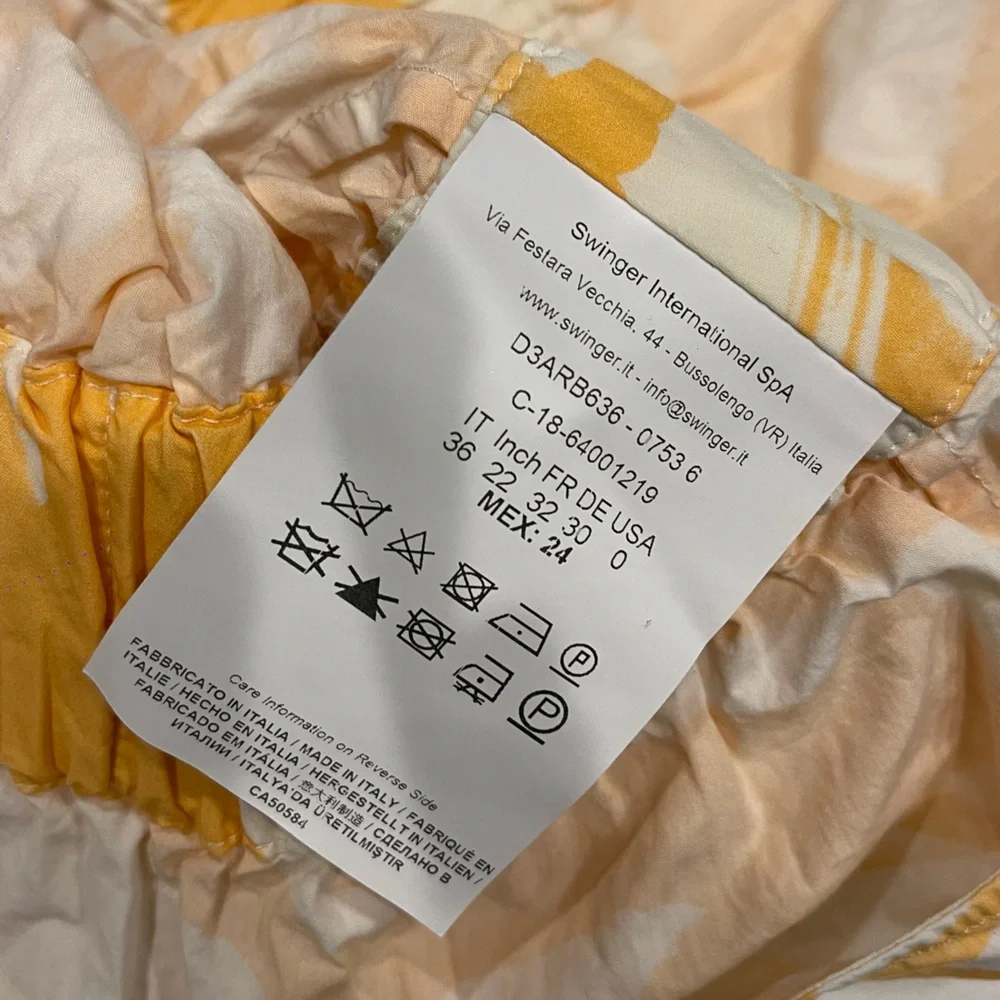 Swinger International SpA
Via Festara Vecchia, 44 - Bussolengo (VR) Italia
www.swinger.it - info@swinger.it
D3ARB636 - 0753 6
C-18-64001219
IT Inch FR DE USA
36 22 32 30 0
MEX: 24
P
P
Care Information on Reverse Side
FABBRICATO IN ITALIA / MADE IN ITALY / FABRIQUÉ EN
ITALIE / HECHO EN ITALIA / HERGESTELLT IN ITALIEN /
FABRICADO EM ITALIA / 意大利制造 / СДЕЛАНО В
ИТАЛИИ / ITALYA'DA ÜRETILMIŞTIR
CA50584